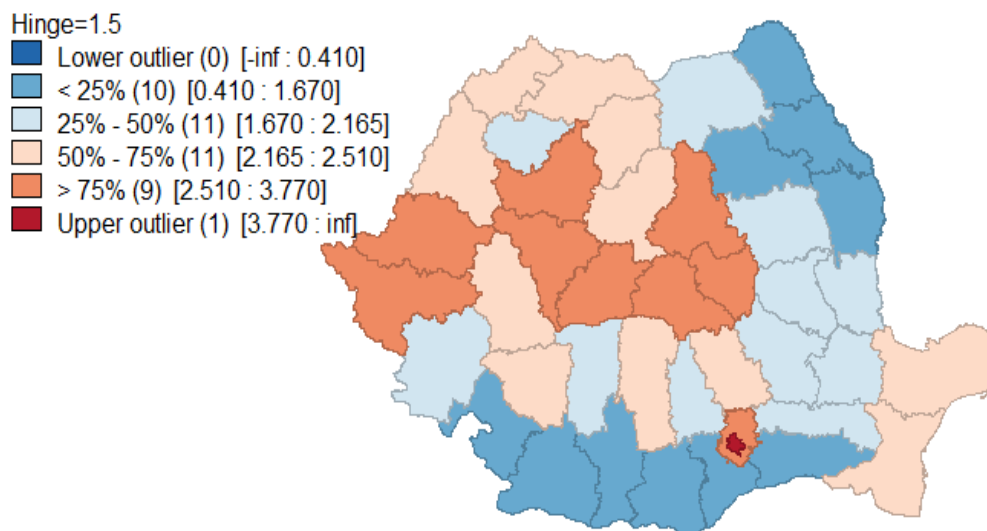 Hinge=1.5
Lower outlier (0) [-inf : 0.410]
< 25% (10) [0.410 : 1.670]
25% - 50% (11) [1.670 : 2.165]
50% - 75% (11) [2.165 : 2.510]
> 75% (9) [2.510 : 3.770]
Upper outlier (1) [3.770 : inf]